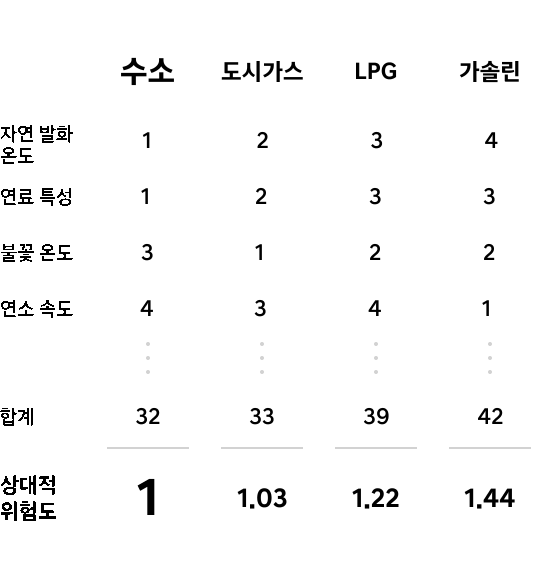 수소 도시가스 LPG 가솔린
자연 발화
온도 1 2 3 4
연료 특성 1 2 3 3
불꽃 온도 3 1 2 2
연소 속도 4 3 4 1
합계 32 33 39 42
상대적
위험도 1 1.03 1.22 1.44